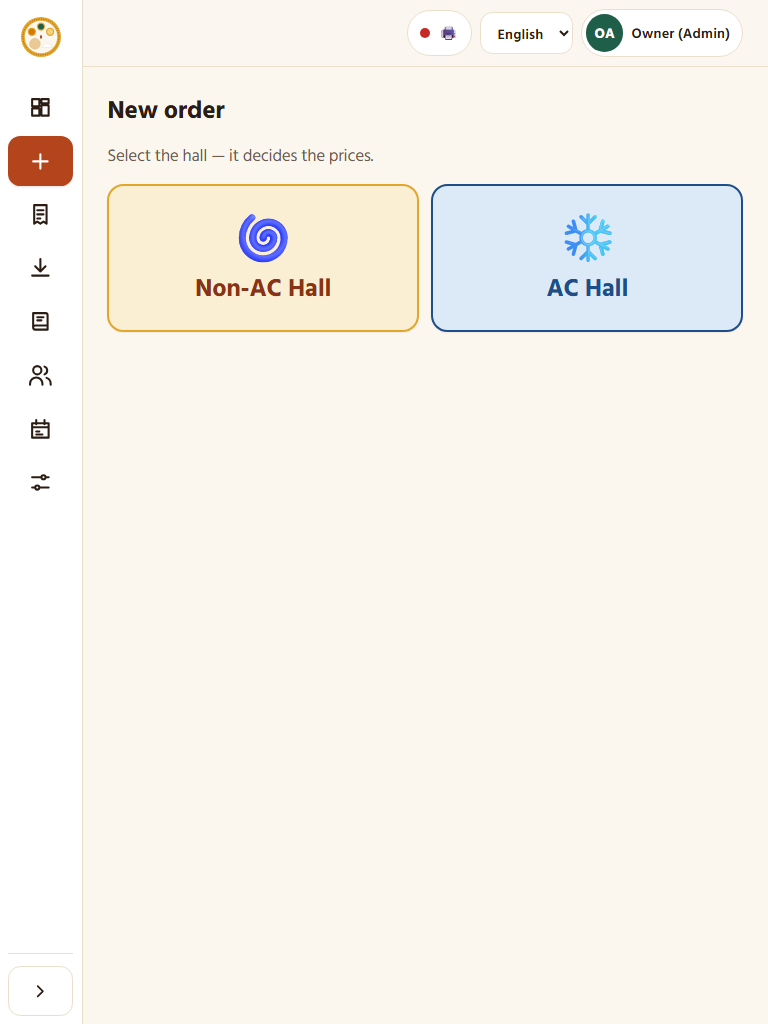 English
OA
Owner (Admin)
New order
Select the hall — it decides the prices.
Non-AC Hall
AC Hall